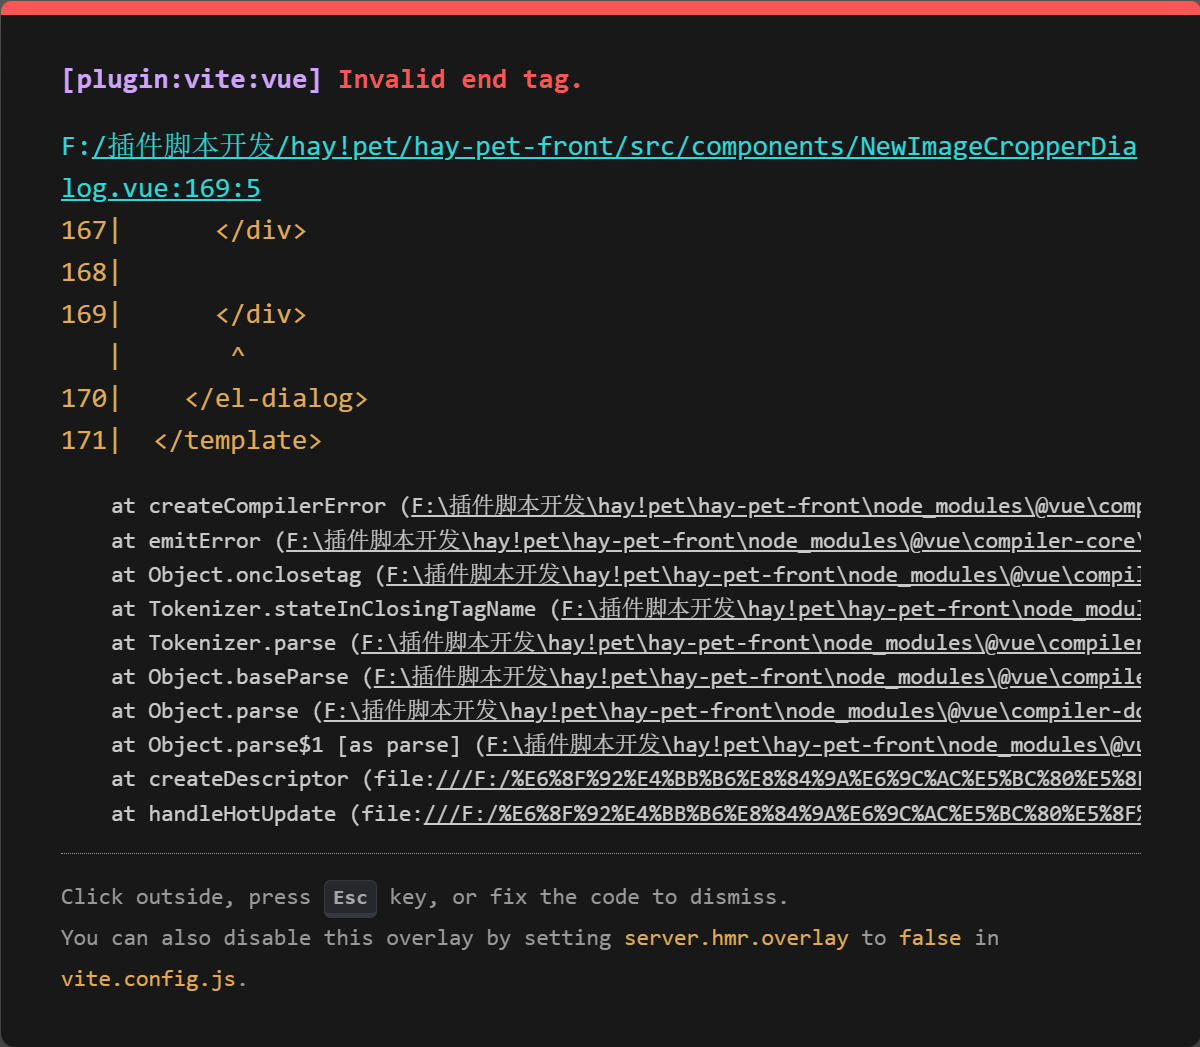 [plugin:vite:vue] Invalid end tag.
F:/插件脚本开发/hay!pet/hay-pet-front/src/components/NewImageCropperDia
log.vue:169:5
167|      </div>
168|
169|      </div>
   |       ^
170|    </el-dialog>
171|  </template>
at createCompilerError (F:\插件脚本开发\hay!pet\hay-pet-front\node_modules\@vue\comp
at emitError (F:\插件脚本开发\hay!pet\hay-pet-front\node_modules\@vue\compiler-core\
at Object.onclosetag (F:\插件脚本开发\hay!pet\hay-pet-front\node_modules\@vue\compil
at Tokenizer.stateInClosingTagName (F:\插件脚本开发\hay!pet\hay-pet-front\node_modul
at Tokenizer.parse (F:\插件脚本开发\hay!pet\hay-pet-front\node_modules\@vue\compiler
at Object.baseParse (F:\插件脚本开发\hay!pet\hay-pet-front\node_modules\@vue\compile
at Object.parse (F:\插件脚本开发\hay!pet\hay-pet-front\node_modules\@vue\compiler-do
at Object.parse$1 [as parse] (F:\插件脚本开发\hay!pet\hay-pet-front\node_modules\@vu
at createDescriptor (file:///F:/%E6%8F%92%E4%BB%B6%E8%84%9A%E6%9C%AC%E5%BC%80%E5%8F
at handleHotUpdate (file:///F:/%E6%8F%92%E4%BB%B6%E8%84%9A%E6%9C%AC%E5%BC%80%E5%8F%
Click outside, press Esc key, or fix the code to dismiss.
You can also disable this overlay by setting server.hmr.overlay to false in
vite.config.js.